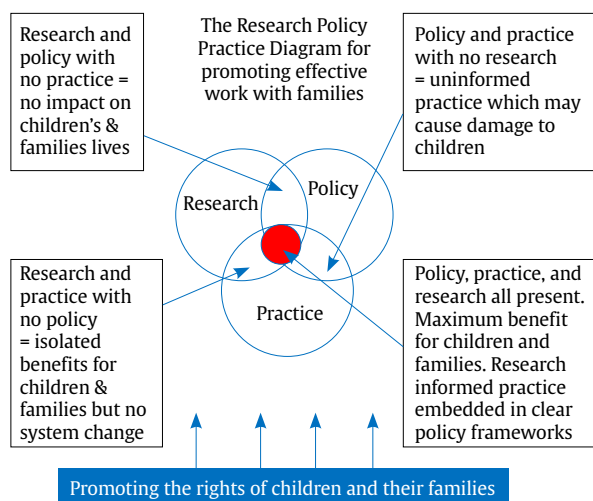 Research and
policy with
no practice =
no impact on
children's &
families lives
The Research Policy
Practice Diagram for
promoting effective
work with families
Policy and practice
with no research
= uninformed
practice which may
cause damage to
children
Research
Policy
Practice
Research and
practice with
no policy
= isolated
benefits for
children &
families but no
system change
Policy, practice, and
research all present.
Maximum benefit
for children and
families. Research
informed practice
embedded in clear
policy frameworks
Promoting the rights of children and their families